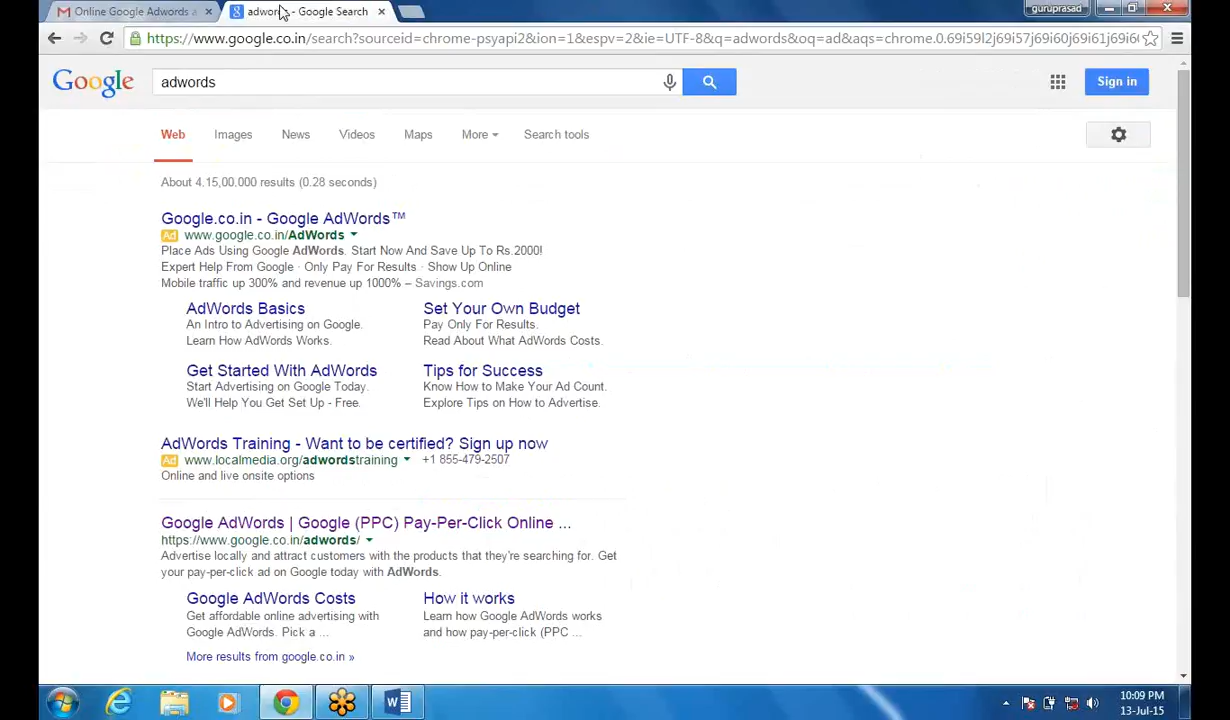 Online Google Adwords a
adwords - Google Search
guruprasad
https://www.google.co.in/search?sourceid=chrome-psyapi2&ion=1&espv=2&ie=UTF-8&q=adwords&oq=ad&aqs=chrome.0.69i59l2j69i57j69i60j69i61j69i6
Google
adwords
Sign in
Web Images News Videos Maps More Search tools
About 4,15,00,000 results (0.28 seconds)
Google.co.in - Google AdWords™
Ad www.google.co.in/AdWords
Place Ads Using Google AdWords. Start Now And Save Up To Rs.2000!
Expert Help From Google · Only Pay For Results · Show Up Online
Mobile traffic up 300% and revenue up 1000% – Savings.com
AdWords Basics
An Intro to Advertising on Google.
Learn How AdWords Works.
Set Your Own Budget
Pay Only For Results.
Read About What AdWords Costs.
Get Started With AdWords
Start Advertising on Google Today.
We'll Help You Get Set Up - Free.
Tips for Success
Know How to Make Your Ad Count.
Explore Tips on How to Advertise.
AdWords Training - Want to be certified? Sign up now
Ad www.localmedia.org/adwordstraining +1 855-479-2507
Online and live onsite options
Google AdWords | Google (PPC) Pay-Per-Click Online ...
https://www.google.co.in/adwords/
Advertise locally and attract customers with the products that they're searching for. Get
your pay-per-click ad on Google today with AdWords.
Google AdWords Costs
Get affordable online advertising with
Google AdWords. Pick a ...
How it works
Learn how Google AdWords works
and how pay-per-click (PPC ...
More results from google.co.in »
10:09 PM
13-Jul-15